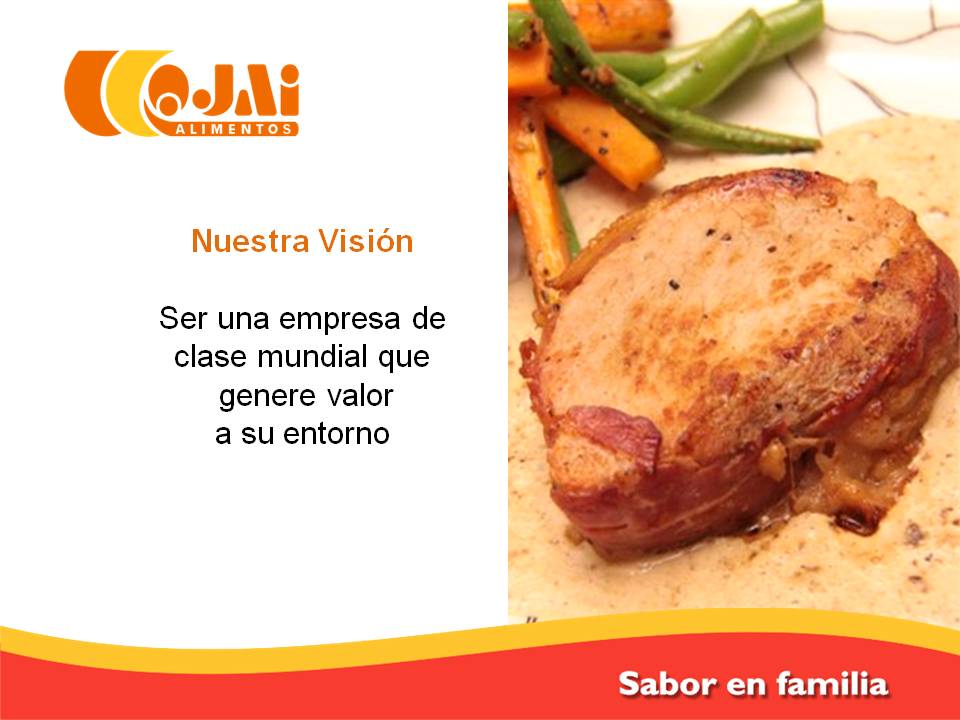 OJAi
ALIMENTOS
Nuestra Visión
Ser una empresa de
clase mundial que
genere valor
a su entorno
Sabor en familia